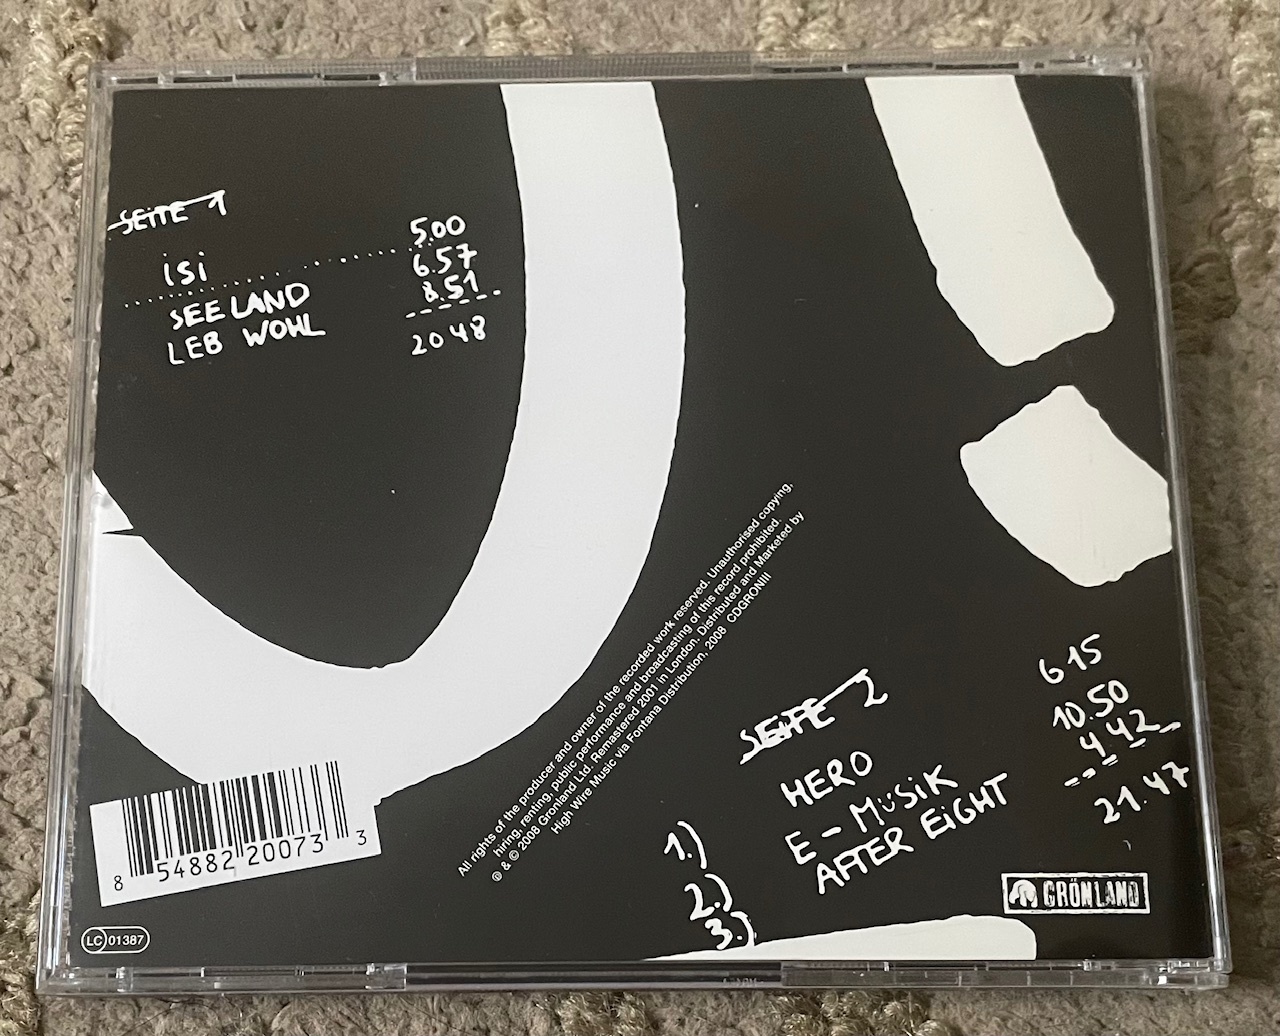 SEITE 1
isi 5.00
SEELAND 6.57
LEB WOHL 8.51
20 48
SEITE 2
1.) HERO 6 15
2.) E-MüSiK 10.50
3.) AFTER EiGHT 4 42
21.47
All rights of the producer and owner of the recorded work reserved. Unauthorised copying,
hiring, renting, public performance and broadcasting of this record prohibited.
℗ & © 2008 Gronland Ltd. Remastered 2001 in London. Distributed and Marketed by
High Wire Music via Fontana Distribution, 2008 CDGRONIII
8 54882 20073 3
LC 01387
GRÖNLAND